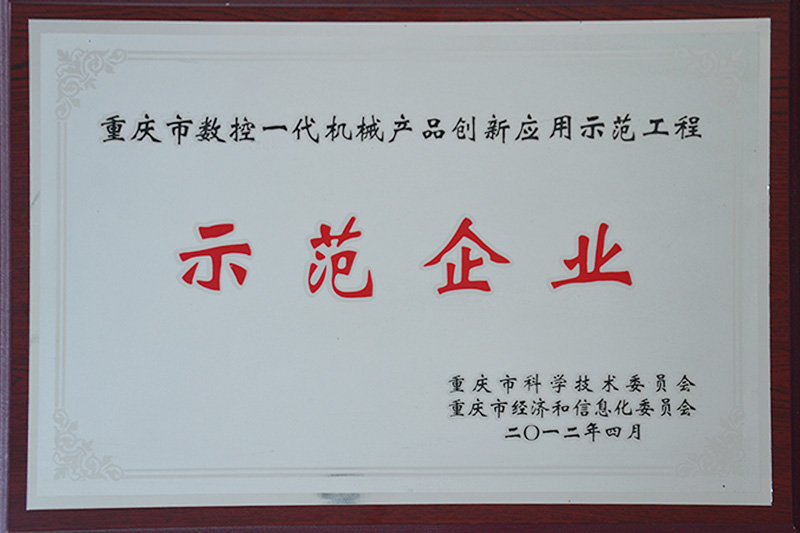 重庆市数控一代机械产品创新应用示范工程
示范企业
重庆市科学技术委员会
重庆市经济和信息化委员会
二〇一二年四月